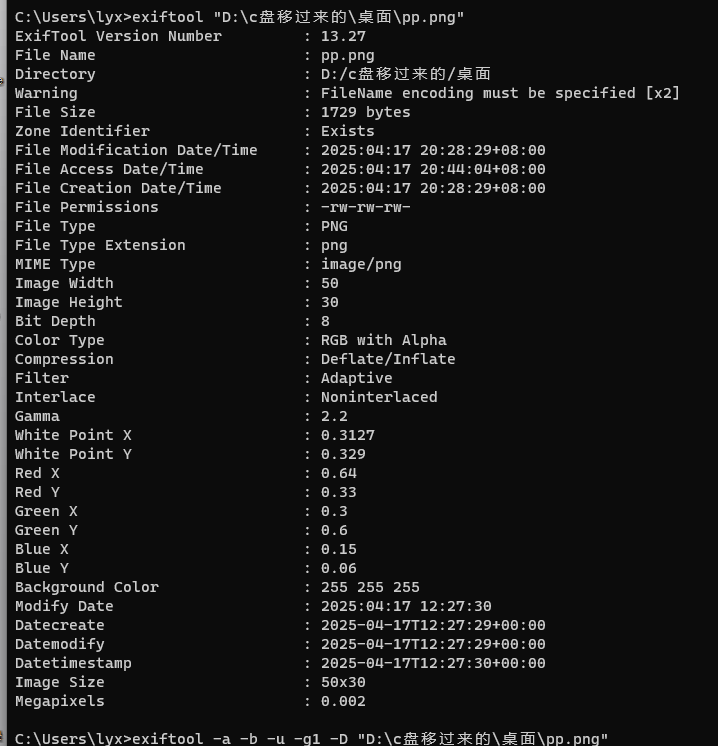 C:\Users\lyx>exiftool "D:\c盘移过来的\桌面\pp.png"
ExifTool Version Number         : 13.27
File Name                       : pp.png
Directory                       : D:/c盘移过来的/桌面
Warning                         : FileName encoding must be specified [x2]
File Size                       : 1729 bytes
Zone Identifier                 : Exists
File Modification Date/Time     : 2025:04:17 20:28:29+08:00
File Access Date/Time           : 2025:04:17 20:44:04+08:00
File Creation Date/Time         : 2025:04:17 20:28:29+08:00
File Permissions                : -rw-rw-rw-
File Type                       : PNG
File Type Extension             : png
MIME Type                       : image/png
Image Width                     : 50
Image Height                    : 30
Bit Depth                       : 8
Color Type                      : RGB with Alpha
Compression                     : Deflate/Inflate
Filter                          : Adaptive
Interlace                       : Noninterlaced
Gamma                           : 2.2
White Point X                   : 0.3127
White Point Y                   : 0.329
Red X                           : 0.64
Red Y                           : 0.33
Green X                         : 0.3
Green Y                         : 0.6
Blue X                          : 0.15
Blue Y                          : 0.06
Background Color                : 255 255 255
Modify Date                     : 2025:04:17 12:27:30
Datecreate                      : 2025-04-17T12:27:29+00:00
Datemodify                      : 2025-04-17T12:27:29+00:00
Datetimestamp                   : 2025-04-17T12:27:30+00:00
Image Size                      : 50x30
Megapixels                      : 0.002
C:\Users\lyx>exiftool -a -b -u -g1 -D "D:\c盘移过来的\桌面\pp.png"